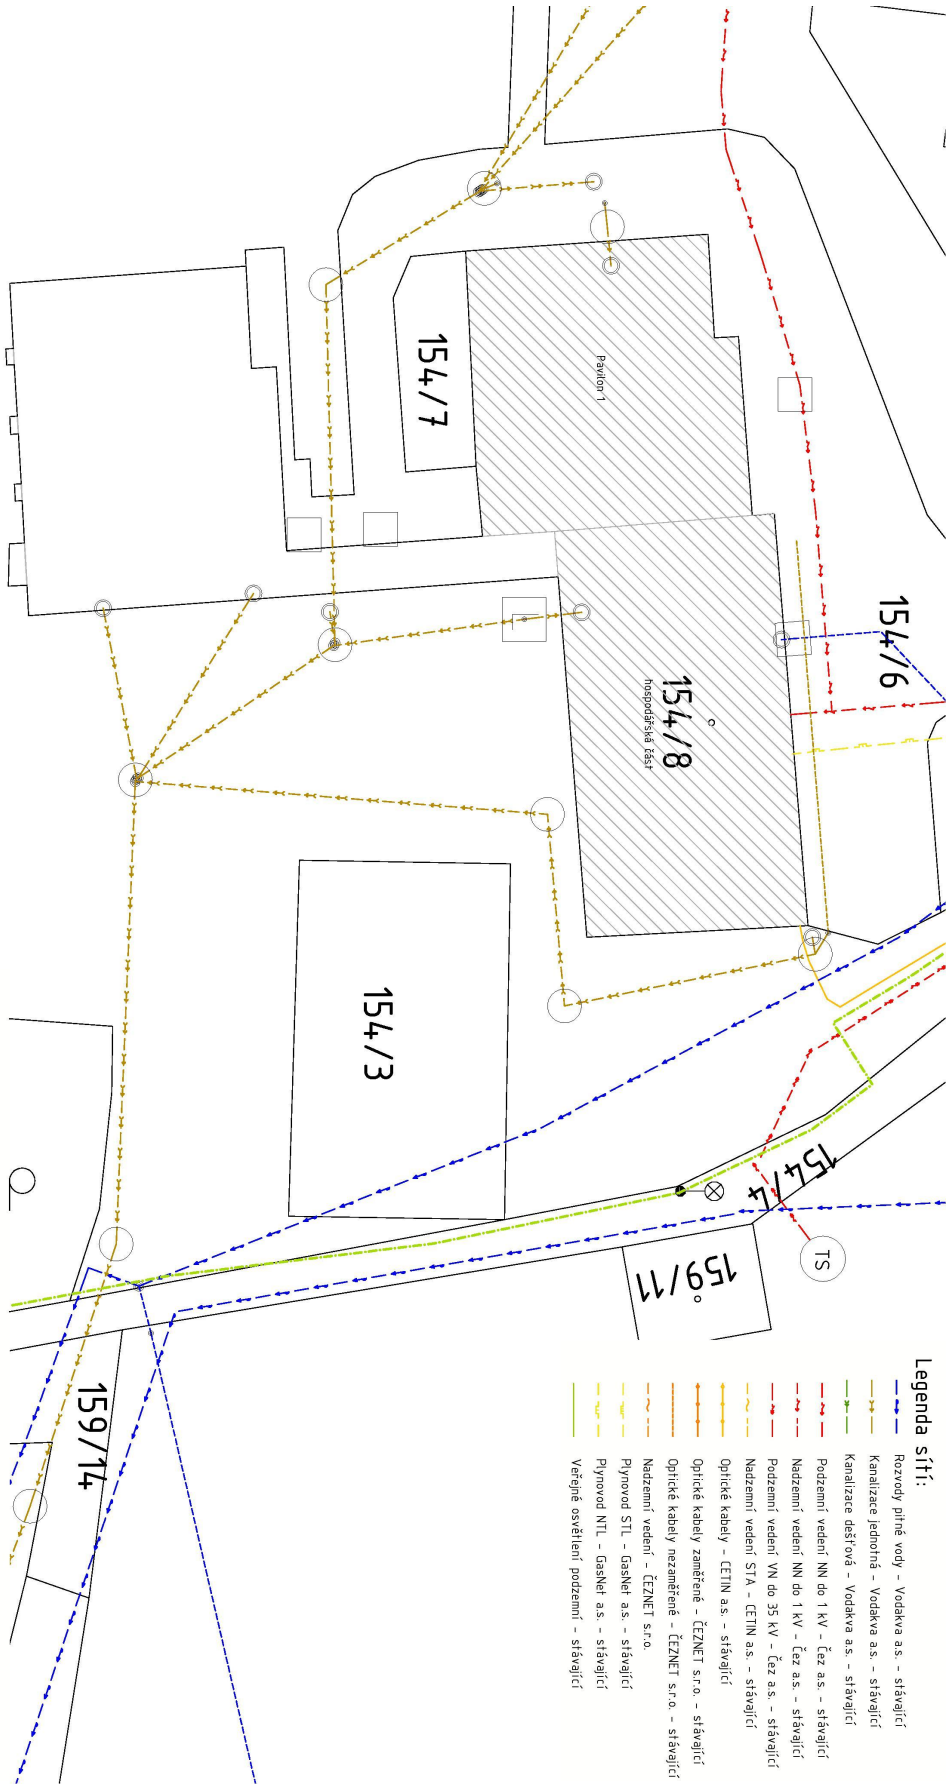 154/7
Pavilon 1
154/6
154/8
hospodářská část
154/3
154/4
TS
159/11
159/14
Legenda sítí:
Rozvody pitné vody - Vodakva a.s. - stávající
Kanalizace jednotná - Vodakva a.s. - stávající
Kanalizace dešťová - Vodakva a.s. - stávající
Podzemní vedení NN do 1 kV - Čez a.s. - stávající
Nadzemní vedení NN do 1 kV - Čez a.s. - stávající
Podzemní vedení VN do 35 kV - Čez a.s. - stávající
Nadzemní vedení STA - CETIN a.s. - stávající
Optické kabely - CETIN a.s. - stávající
Optické kabely zaměřené - ČEZNET s.r.o. - stávající
Optické kabely nezaměřené - ČEZNET s.r.o. - stávající
Nadzemní vedení - ČEZNET s.r.o.
Plynovod STL - GasNet a.s. - stávající
Plynovod NTL - GasNet a.s. - stávající
Veřejné osvětlení podzemní - stávající